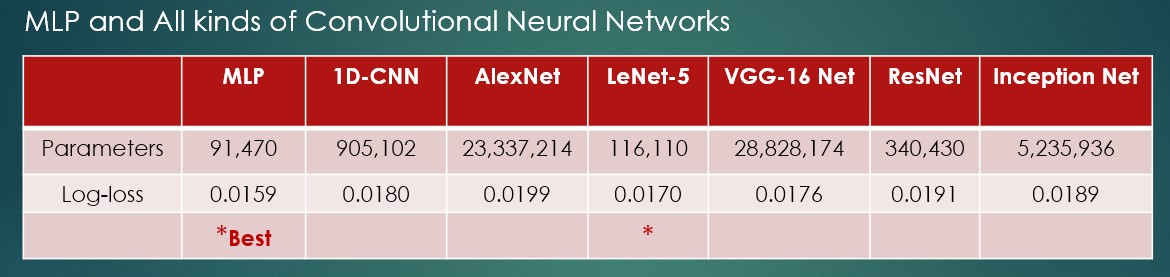 MLP and All kinds of Convolutional Neural Networks
MLP 1D-CNN AlexNet LeNet-5 VGG-16 Net ResNet Inception Net
Parameters 91,470 905,102 23,337,214 116,110 28,828,174 340,430 5,235,936
Log-loss 0.0159 0.0180 0.0199 0.0170 0.0176 0.0191 0.0189
*Best *